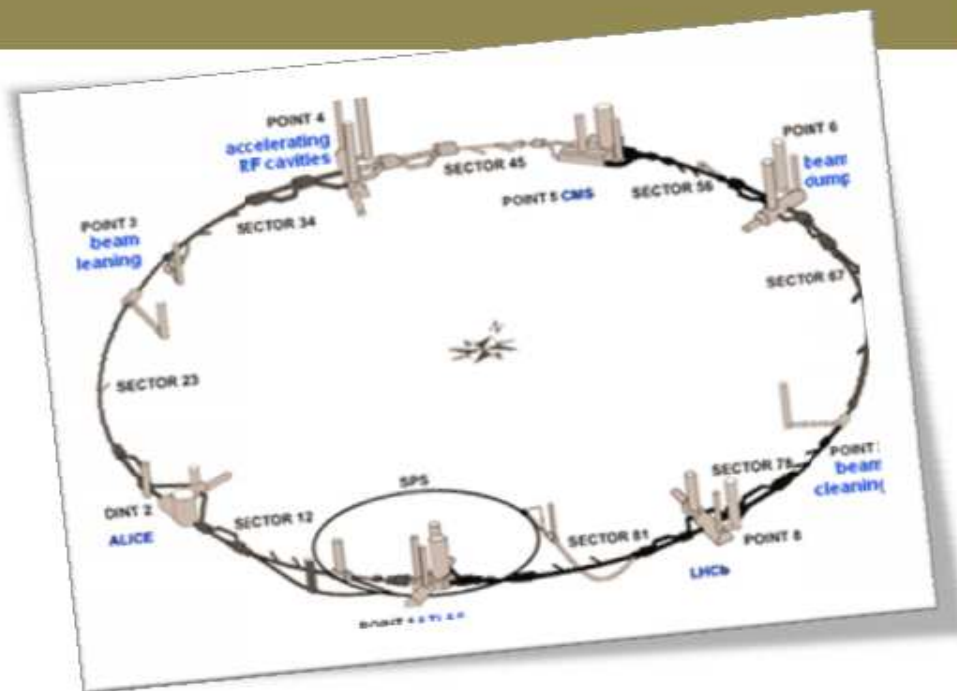 POINT 4
accelerating
RF cavities
SECTOR 45
POINT 5 CMS
SECTOR 56
POINT 6
beam
dump
SECTOR 34
POINT 3
beam
leaning
SECTOR 67
SECTOR 23
SECTOR 78
POINT
beam
cleanin
SPS
OINT 2
ALICE
SECTOR 12
SECTOR 81
POINT 8
LHCb